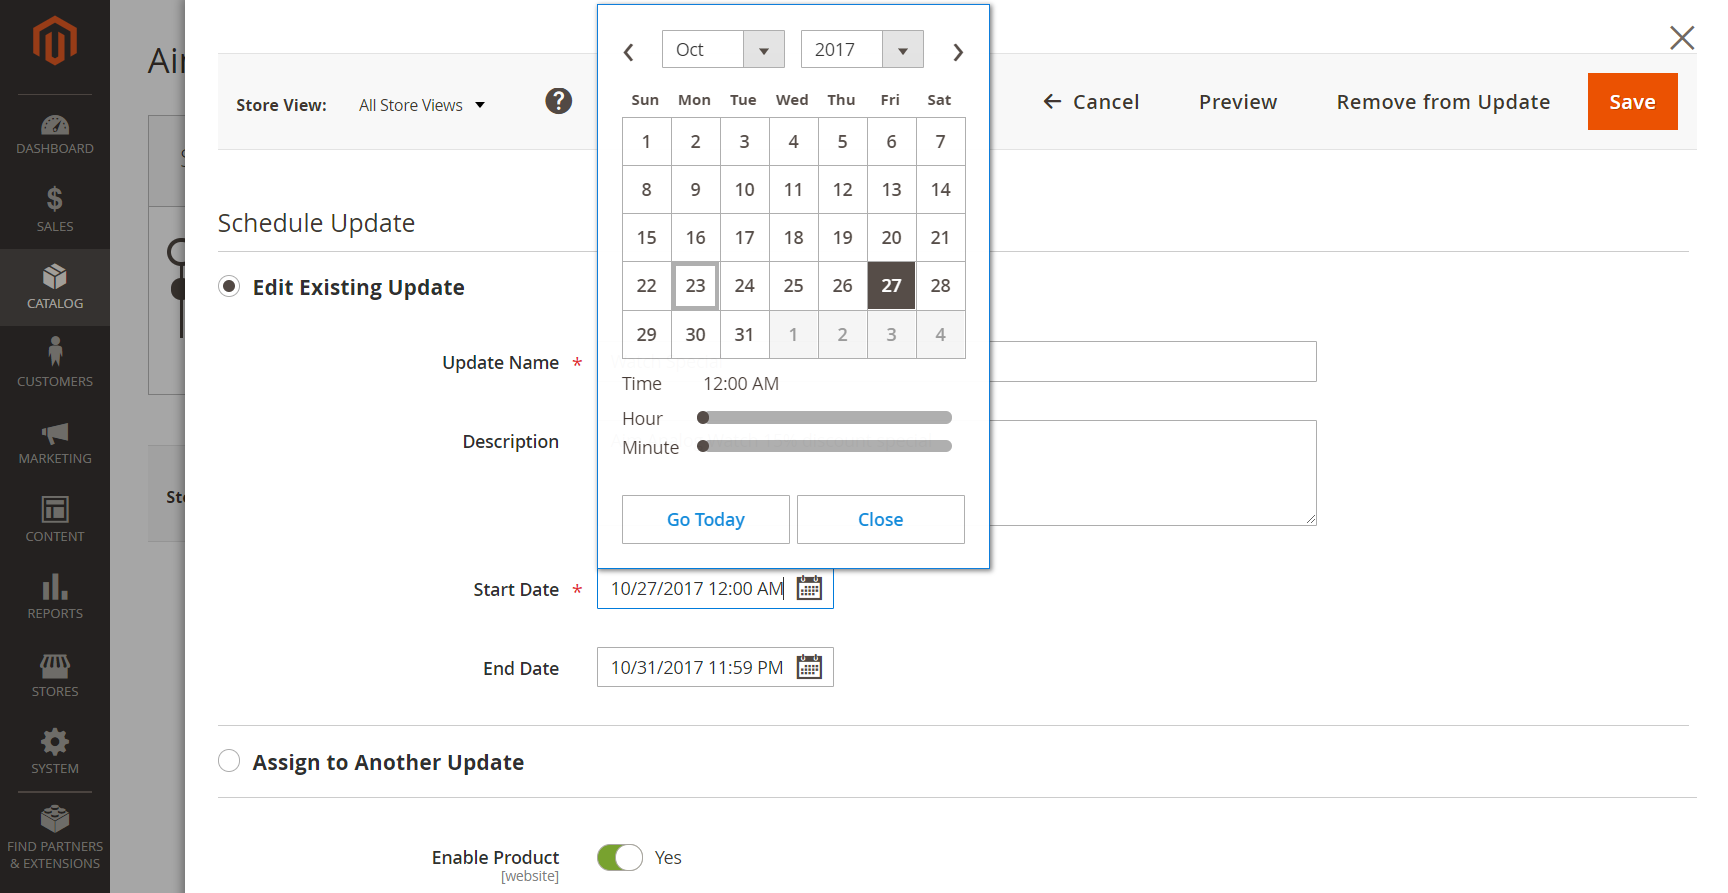 DASHBOARD
SALES
CATALOG
CUSTOMERS
MARKETING
CONTENT
REPORTS
STORES
SYSTEM
FIND PARTNERS
& EXTENSIONS
Store View: All Store Views ?
Cancel Preview Remove from Update Save
Schedule Update
Edit Existing Update
Update Name *
Description
Oct 2017
Sun Mon Tue Wed Thu Fri Sat
1 2 3 4 5 6 7
8 9 10 11 12 13 14
15 16 17 18 19 20 21
22 23 24 25 26 27 28
29 30 31 1 2 3 4
Time 12:00 AM
Hour
Minute
Go Today Close
Start Date * 10/27/2017 12:00 AM
End Date 10/31/2017 11:59 PM
Assign to Another Update
Enable Product Yes
[website]